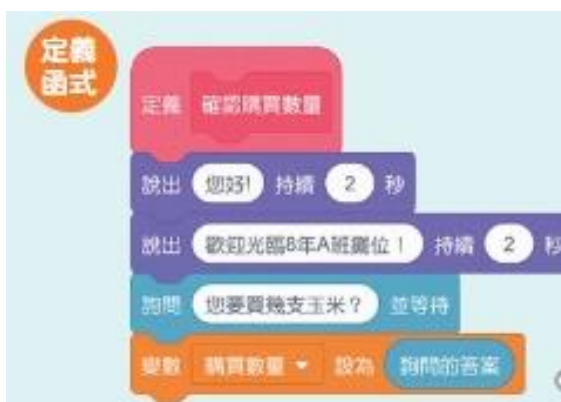 定義
函式
定義 確認購買數量
說出 您好! 持續 2 秒
說出 歡迎光臨8年A班攤位! 持續 2 秒
詢問 您要買幾支玉米? 並等待
變數 購買數量 設為 詢問的答案